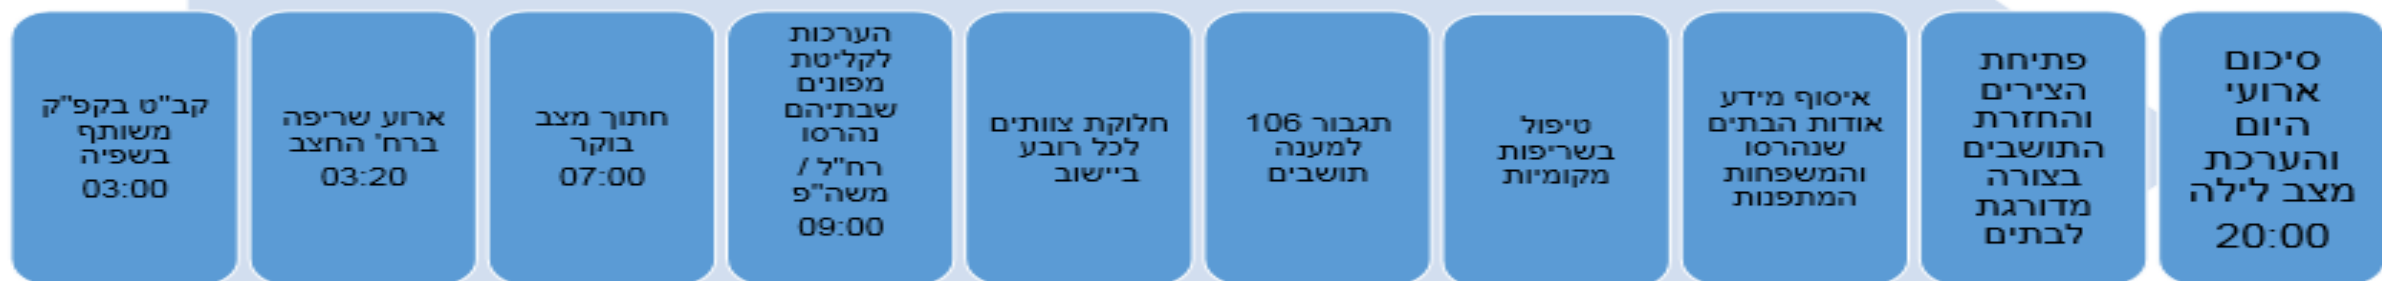 קב"ט בקפ"ק
משותף
בשפיה
03:00
ארוע שריפה
ברח' החצב
03:20
חתוך מצב
בוקר
07:00
הערכות
לקליטת
מפונים
שבתיהם
נהרסו
רח"ל /
משה"פ
09:00
חלוקת צוותים
לכל רובע
ביישוב
תגבור 106
למענה
תושבים
טיפול
בשריפות
מקומיות
איסוף מידע
אודות הבתים
שנהרסו
והמשפחות
המתפנות
פתיחת
הצירים
והחזרת
התושבים
בצורה
מדורגת
לבתים
סיכום
ארועי
היום
והערכת
מצב לילה
20:00